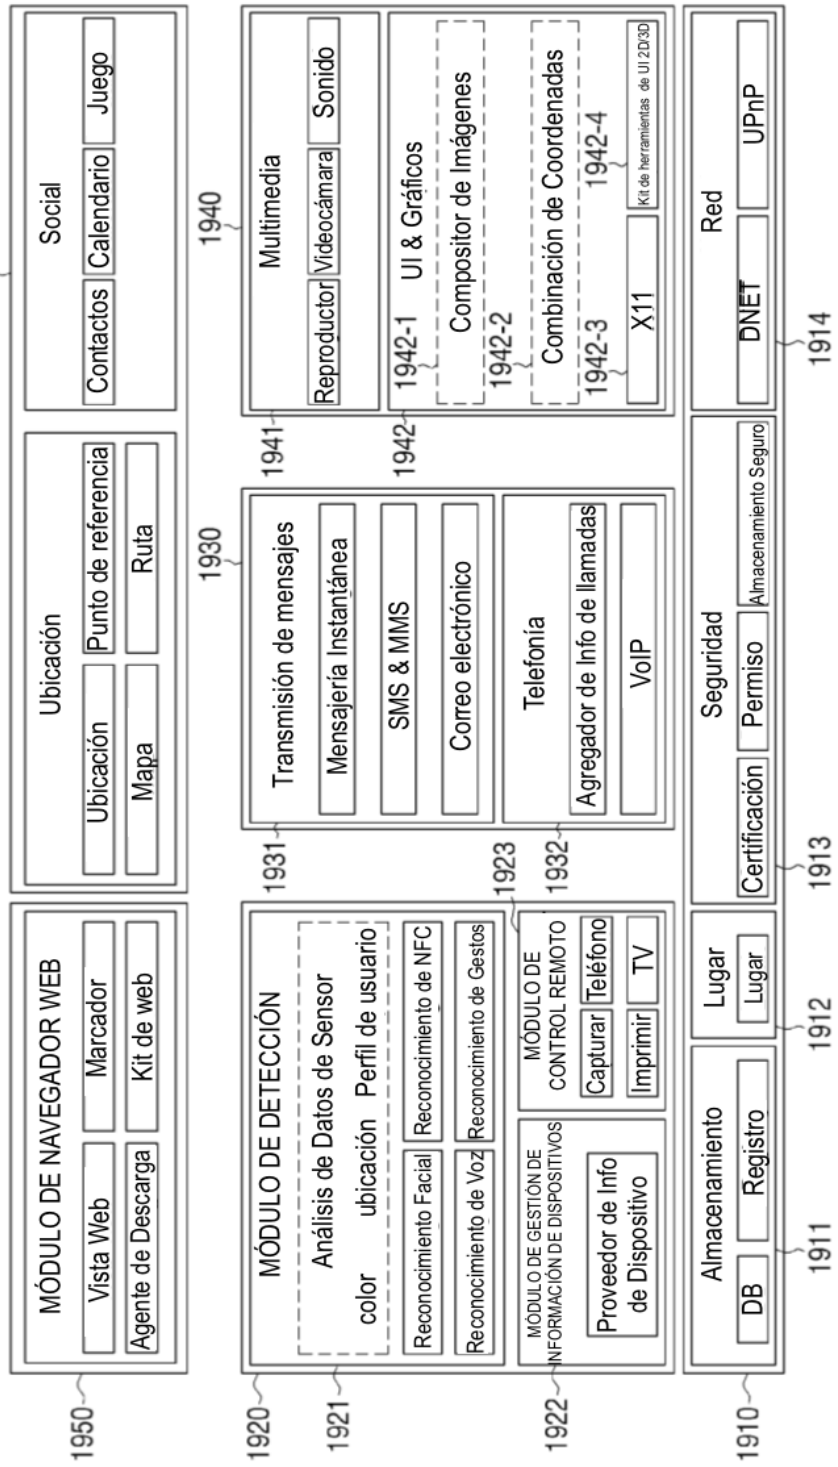 1950
MÓDULO DE NAVEGADOR WEB
Vista Web
Marcador
Agente de Descarga
Kit de web
Ubicación
Ubicación
Punto de referencia
Mapa
Ruta
Social
Contactos
Calendario
Juego
1920
MÓDULO DE DETECCIÓN
1921
Análisis de Datos de Sensor
color
ubicación
Perfil de usuario
Reconocimiento Facial
Reconocimiento de NFC
Reconocimiento de Voz
Reconocimiento de Gestos
1922
MÓDULO DE GESTIÓN DE
INFORMACIÓN DE DISPOSITIVOS
Proveedor de Info
de Dispositivo
1923
MÓDULO DE
CONTROL REMOTO
Capturar
Teléfono
Imprimir
TV
1930
1931
Transmisión de mensajes
Mensajería Instantánea
SMS & MMS
Correo electrónico
1932
Telefonía
Agregador de Info de llamadas
VoIP
1940
1941
Multimedia
Reproductor
Videocámara
Sonido
1942
UI & Gráficos
1942-1
Compositor de Imágenes
1942-2
Combinación de Coordenadas
1942-3
1942-4
X11
Kit de herramientas de UI 2D/3D
1910
Almacenamiento
DB
Registro
1911
Lugar
Lugar
1912
Seguridad
Certificación
Permiso
Almacenamiento Seguro
1913
Red
DNET
UPnP
1914